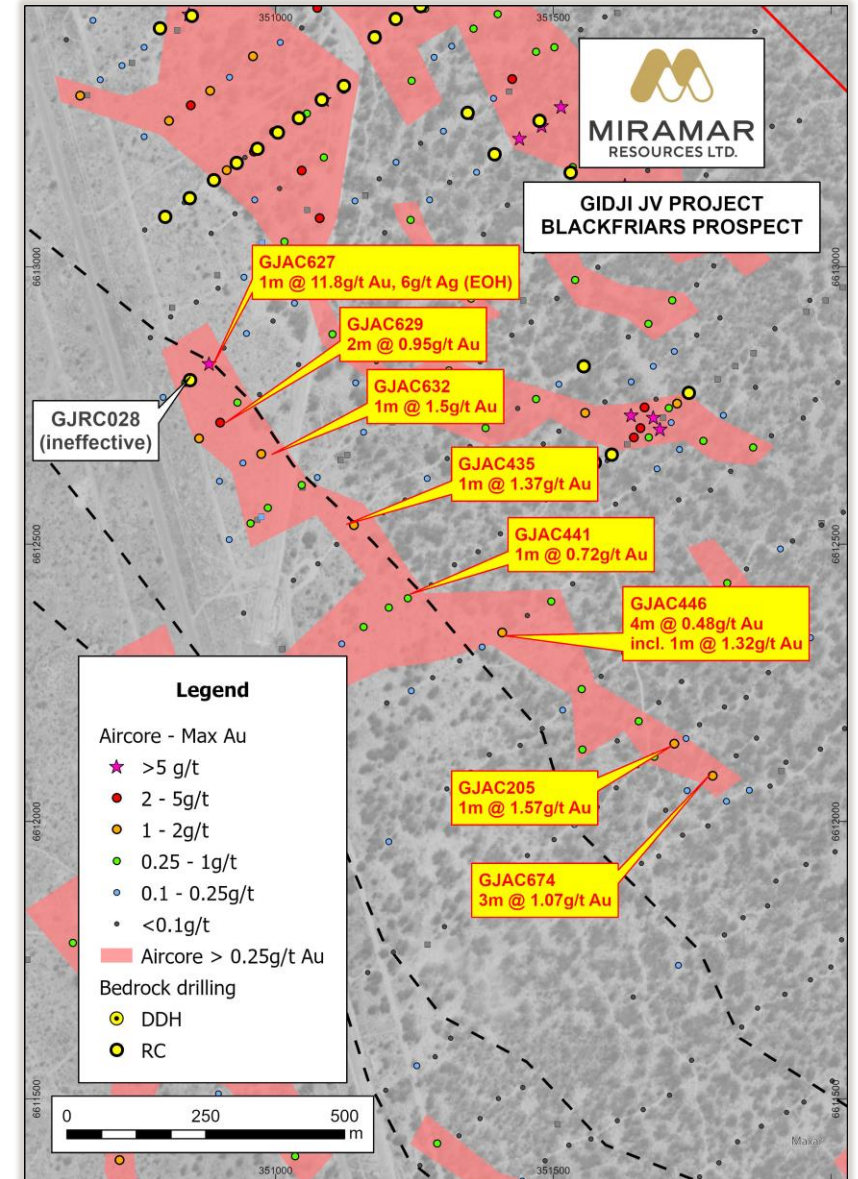 351000
351500
MIRAMAR
RESOURCES LTD.
GIDJI JV PROJECT
BLACKFRIARS PROSPECT
6613000
6613000
GJAC627
1m @ 11.8g/t Au, 6g/t Ag (EOH)
GJAC629
2m @ 0.95g/t Au
GJAC632
1m @ 1.5g/t Au
GJRC028
(ineffective)
GJAC435
1m @ 1.37g/t Au
6612500
6612500
GJAC441
1m @ 0.72g/t Au
GJAC446
4m @ 0.48g/t Au
incl. 1m @ 1.32g/t Au
GJAC205
1m @ 1.57g/t Au
6612000
GJAC674
3m @ 1.07g/t Au
Legend
Aircore - Max Au
>5 g/t
2 - 5g/t
1 - 2g/t
0.25 - 1g/t
0.1 - 0.25g/t
<0.1g/t
Aircore > 0.25g/t Au
Bedrock drilling
DDH
RC
6611500
6611500
0 250 500
m
Maxar
351000
351500